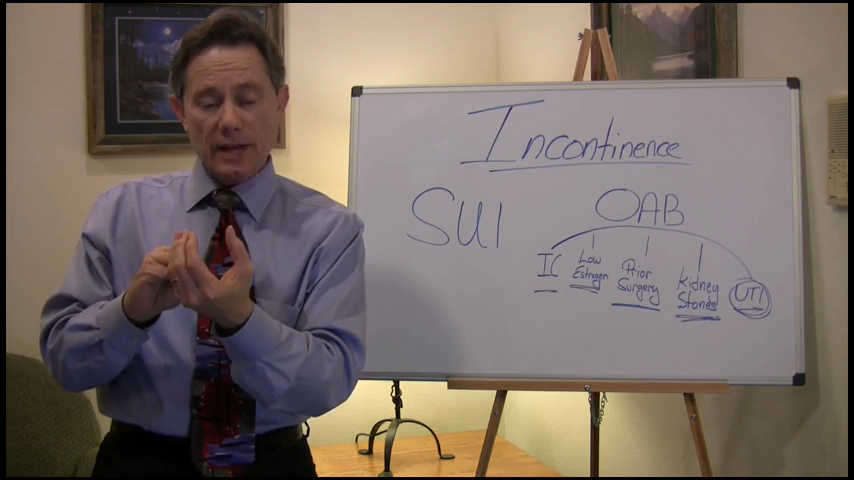 Incontinence
SUI
OAB
IC
Low
Estrogen
Prior
Surgery
Kidney
Stones
UTI